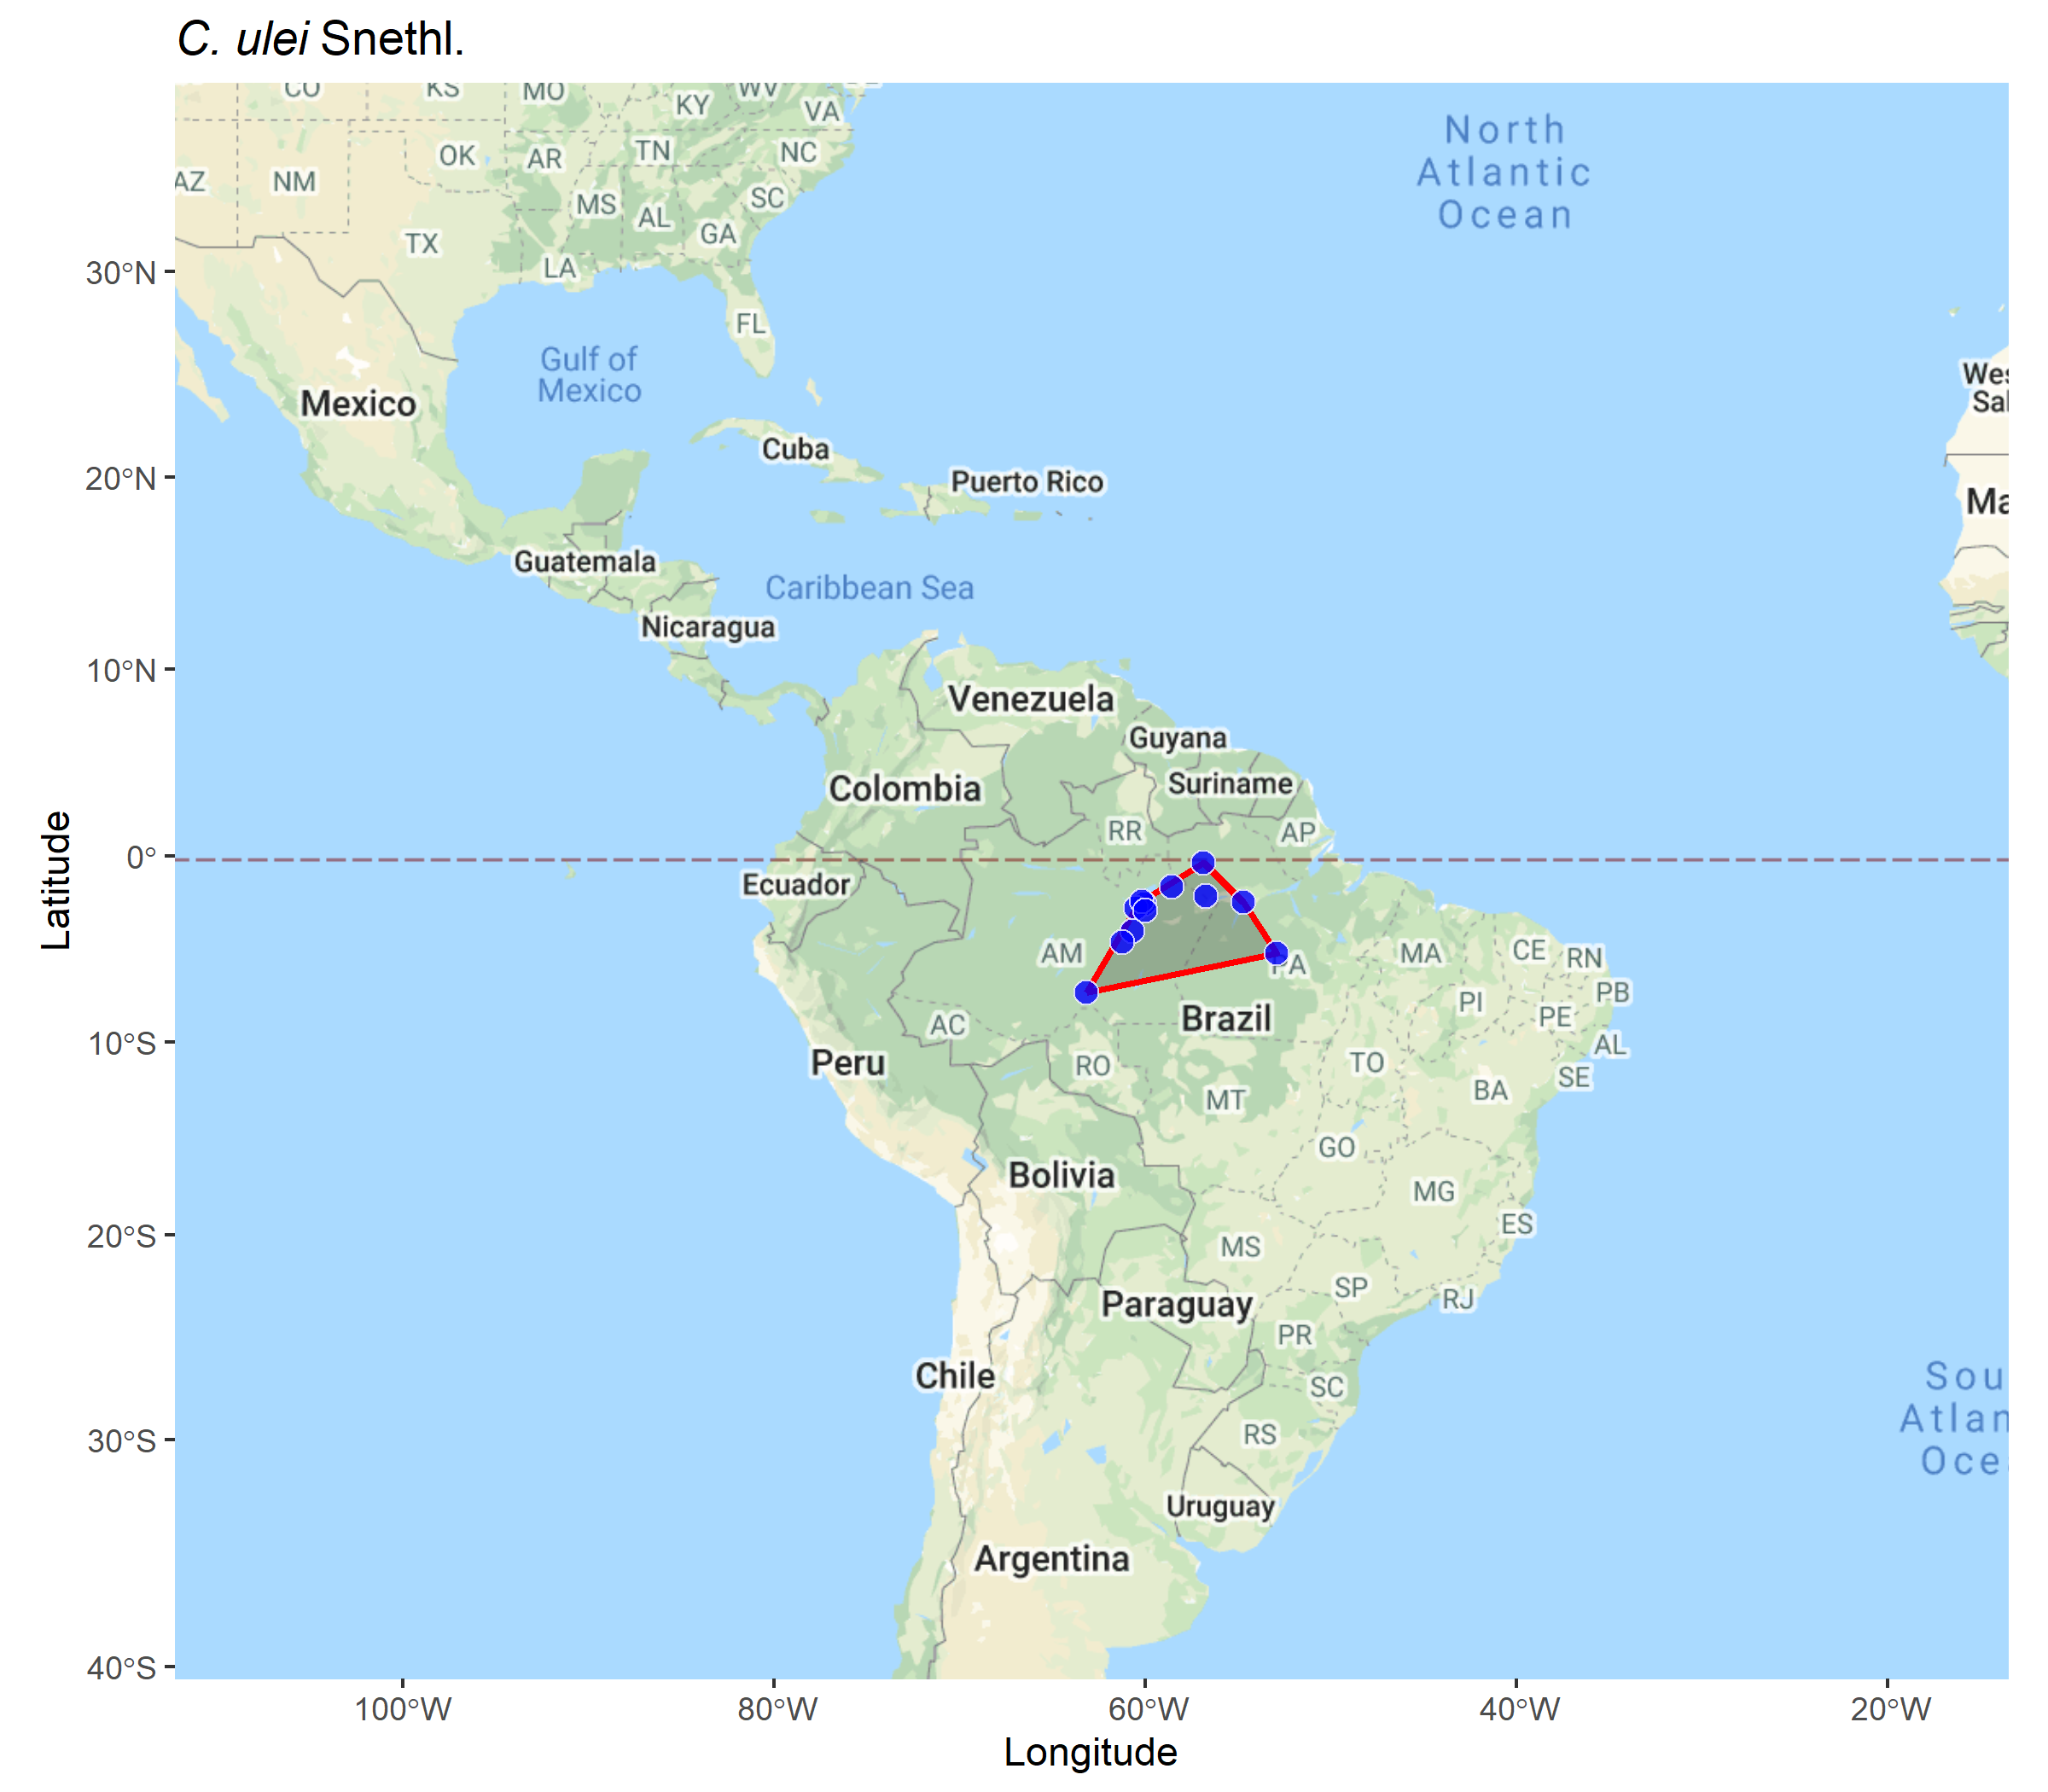 C. ulei Snethl.
CO
KS
MO
KY
WV
VA
North
Atlantic
Ocean
AZ
NM
OK
AR
TN
NC
MS
AL
SC
GA
TX
LA
FL
30°N
Gulf of
Mexico
Mexico
Wes
Sal
Cuba
20°N
Puerto Rico
Ma
Guatemala
Caribbean Sea
Nicaragua
10°N
Venezuela
Guyana
Colombia
Suriname
RR
AP
0°
Ecuador
Latitude
AM
PA
MA
CE
RN
PI
PB
PE
Brazil
AC
10°S
AL
Peru
RO
TO
SE
MT
BA
GO
Bolivia
MG
20°S
ES
MS
SP
RJ
Paraguay
PR
Chile
SC
Sou
Atlan
Oce
30°S
RS
Uruguay
Argentina
40°S
100°W
80°W
60°W
40°W
20°W
Longitude